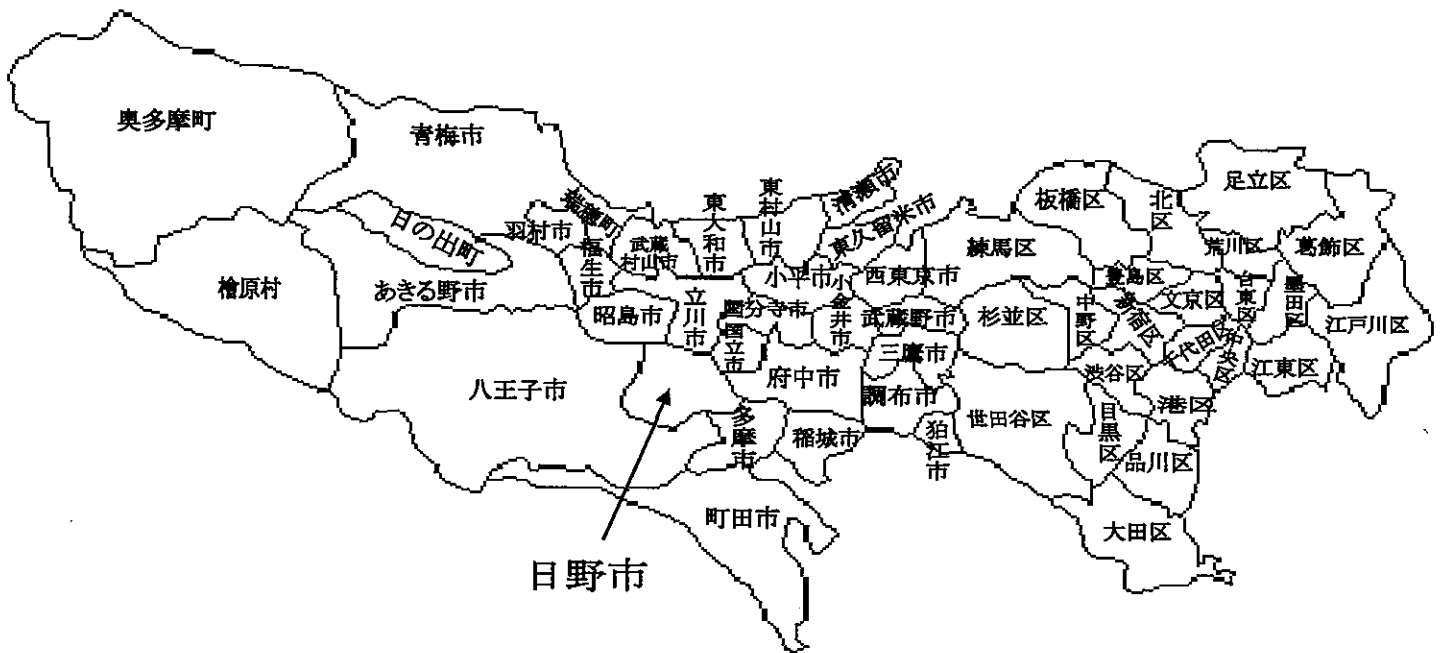 奥多摩町
青梅市
日の出町
檜原村
あきる野市
羽村市
瑞穂町
福生市
武蔵
村山市
東大和市
東村山市
清瀬市
東久留米市
昭島市
立川市
小平市
国分寺市
国立市
小金井市
西東京市
武蔵野市
三鷹市
八王子市
日野市
府中市
調布市
多摩市
稲城市
狛江市
町田市
練馬区
板橋区
北区
足立区
荒川区
葛飾区
豊島区
文京区
台東区
墨田区
江戸川区
杉並区
中野区
新宿区
千代田区
中央区
江東区
渋谷区
港区
世田谷区
目黒区
品川区
大田区